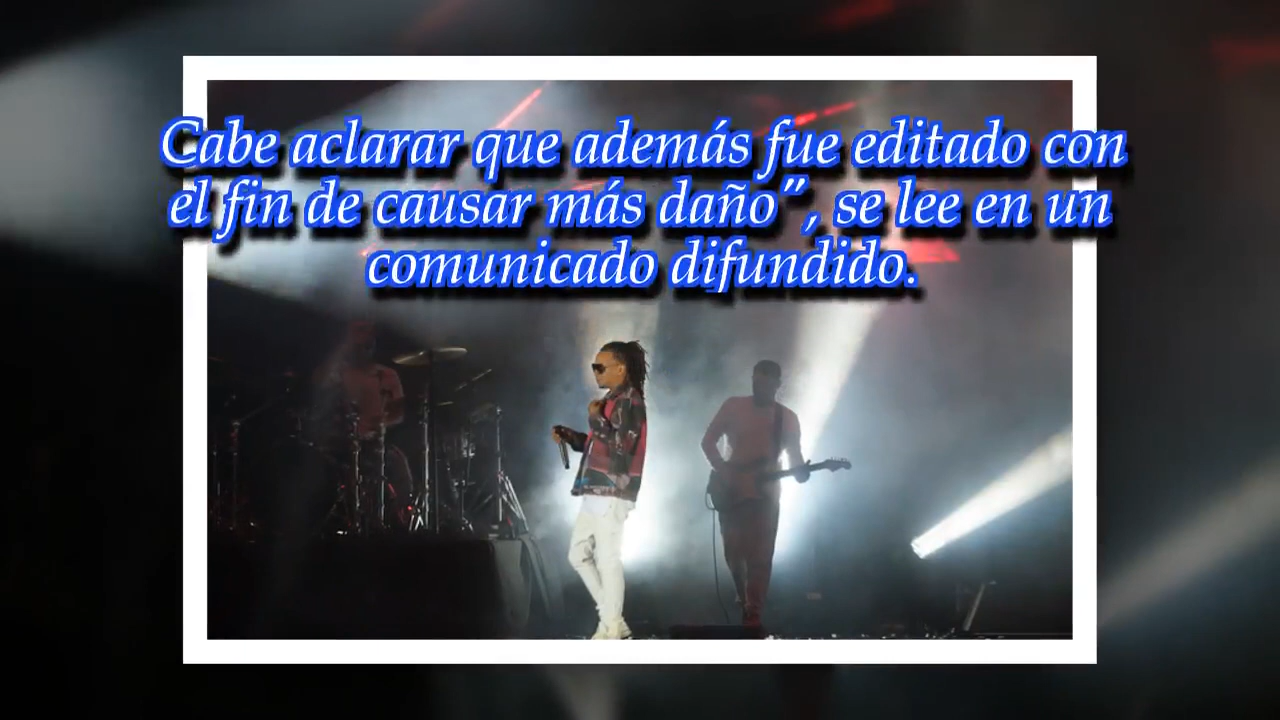 Cabe aclarar que además fue editado con
el fin de causar más daño”, se lee en un
comunicado difundido.